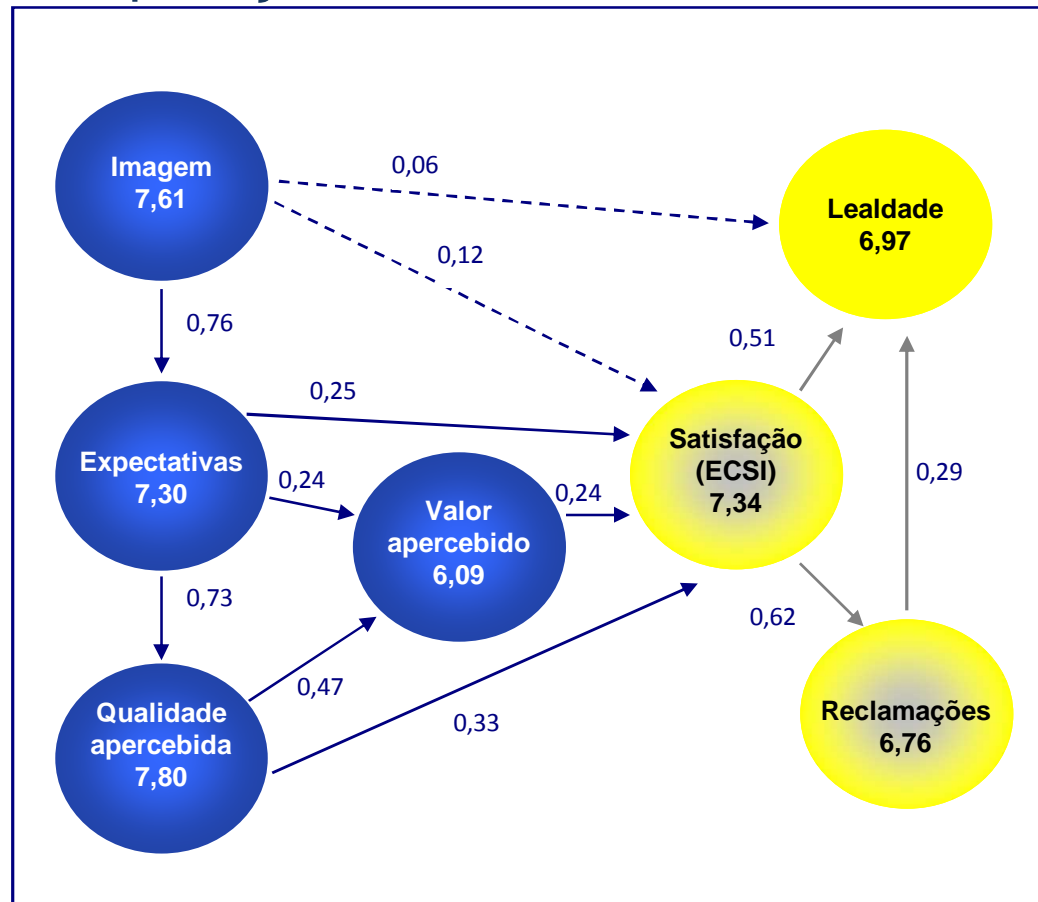 Imagem
7,61
0,06
Lealdade
6,97
0,12
0,76
0,51
0,25
Expectativas
7,30
0,24
Valor
apercebido
6,09
0,24
Satisfação
(ECSI)
7,34
0,29
0,73
0,62
0,47
0,33
Qualidade
apercebida
7,80
Reclamações
6,76